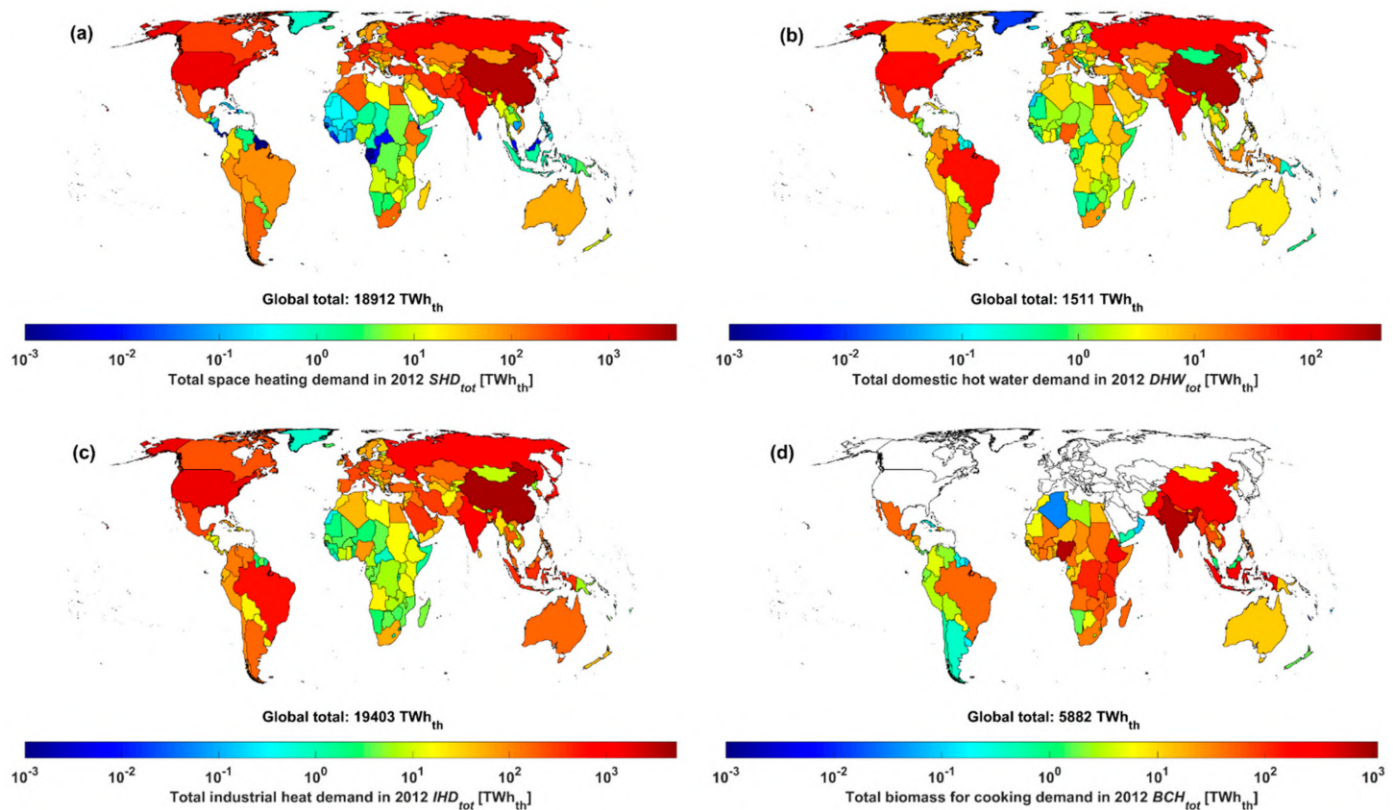 (a)
Global total: 18912 TWh_th
10^-3 10^-2 10^-1 10^0 10^1 10^2 10^3
Total space heating demand in 2012 SHD_tot [TWh_th]
(b)
Global total: 1511 TWh_th
10^-3 10^-2 10^-1 10^0 10^1 10^2
Total domestic hot water demand in 2012 DHW_tot [TWh_th]
(c)
Global total: 19403 TWh_th
10^-3 10^-2 10^-1 10^0 10^1 10^2 10^3
Total industrial heat demand in 2012 IHD_tot [TWh_th]
(d)
Global total: 5882 TWh_th
10^-3 10^-2 10^-1 10^0 10^1 10^2 10^3
Total biomass for cooking demand in 2012 BCH_tot [TWh_th]